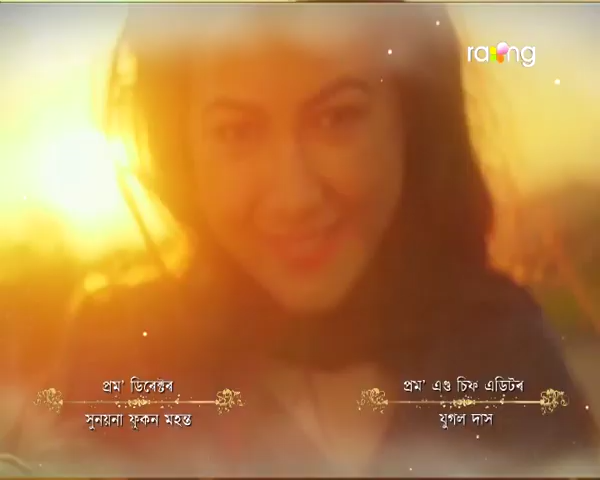 rang
প্ৰম' ডিৰেক্টৰ
সুনয়না ফুকন মহন্ত
প্ৰম' এণ্ড চিফ এডিটৰ
যুগল দাস